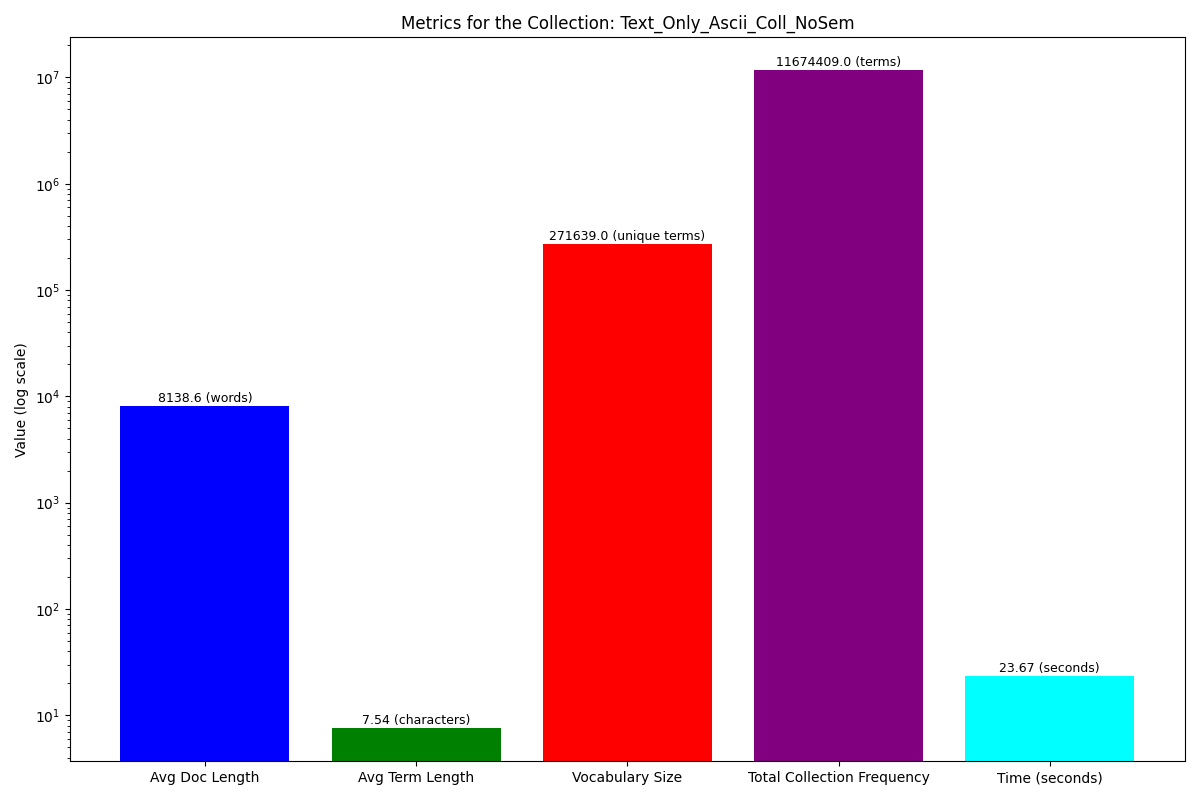 Metrics for the Collection: Text_Only_Ascii_Coll_NoSem
Value (log scale)
10^7
10^6
10^5
10^4
10^3
10^2
10^1
8138.6 (words)
7.54 (characters)
271639.0 (unique terms)
11674409.0 (terms)
23.67 (seconds)
Avg Doc Length
Avg Term Length
Vocabulary Size
Total Collection Frequency
Time (seconds)